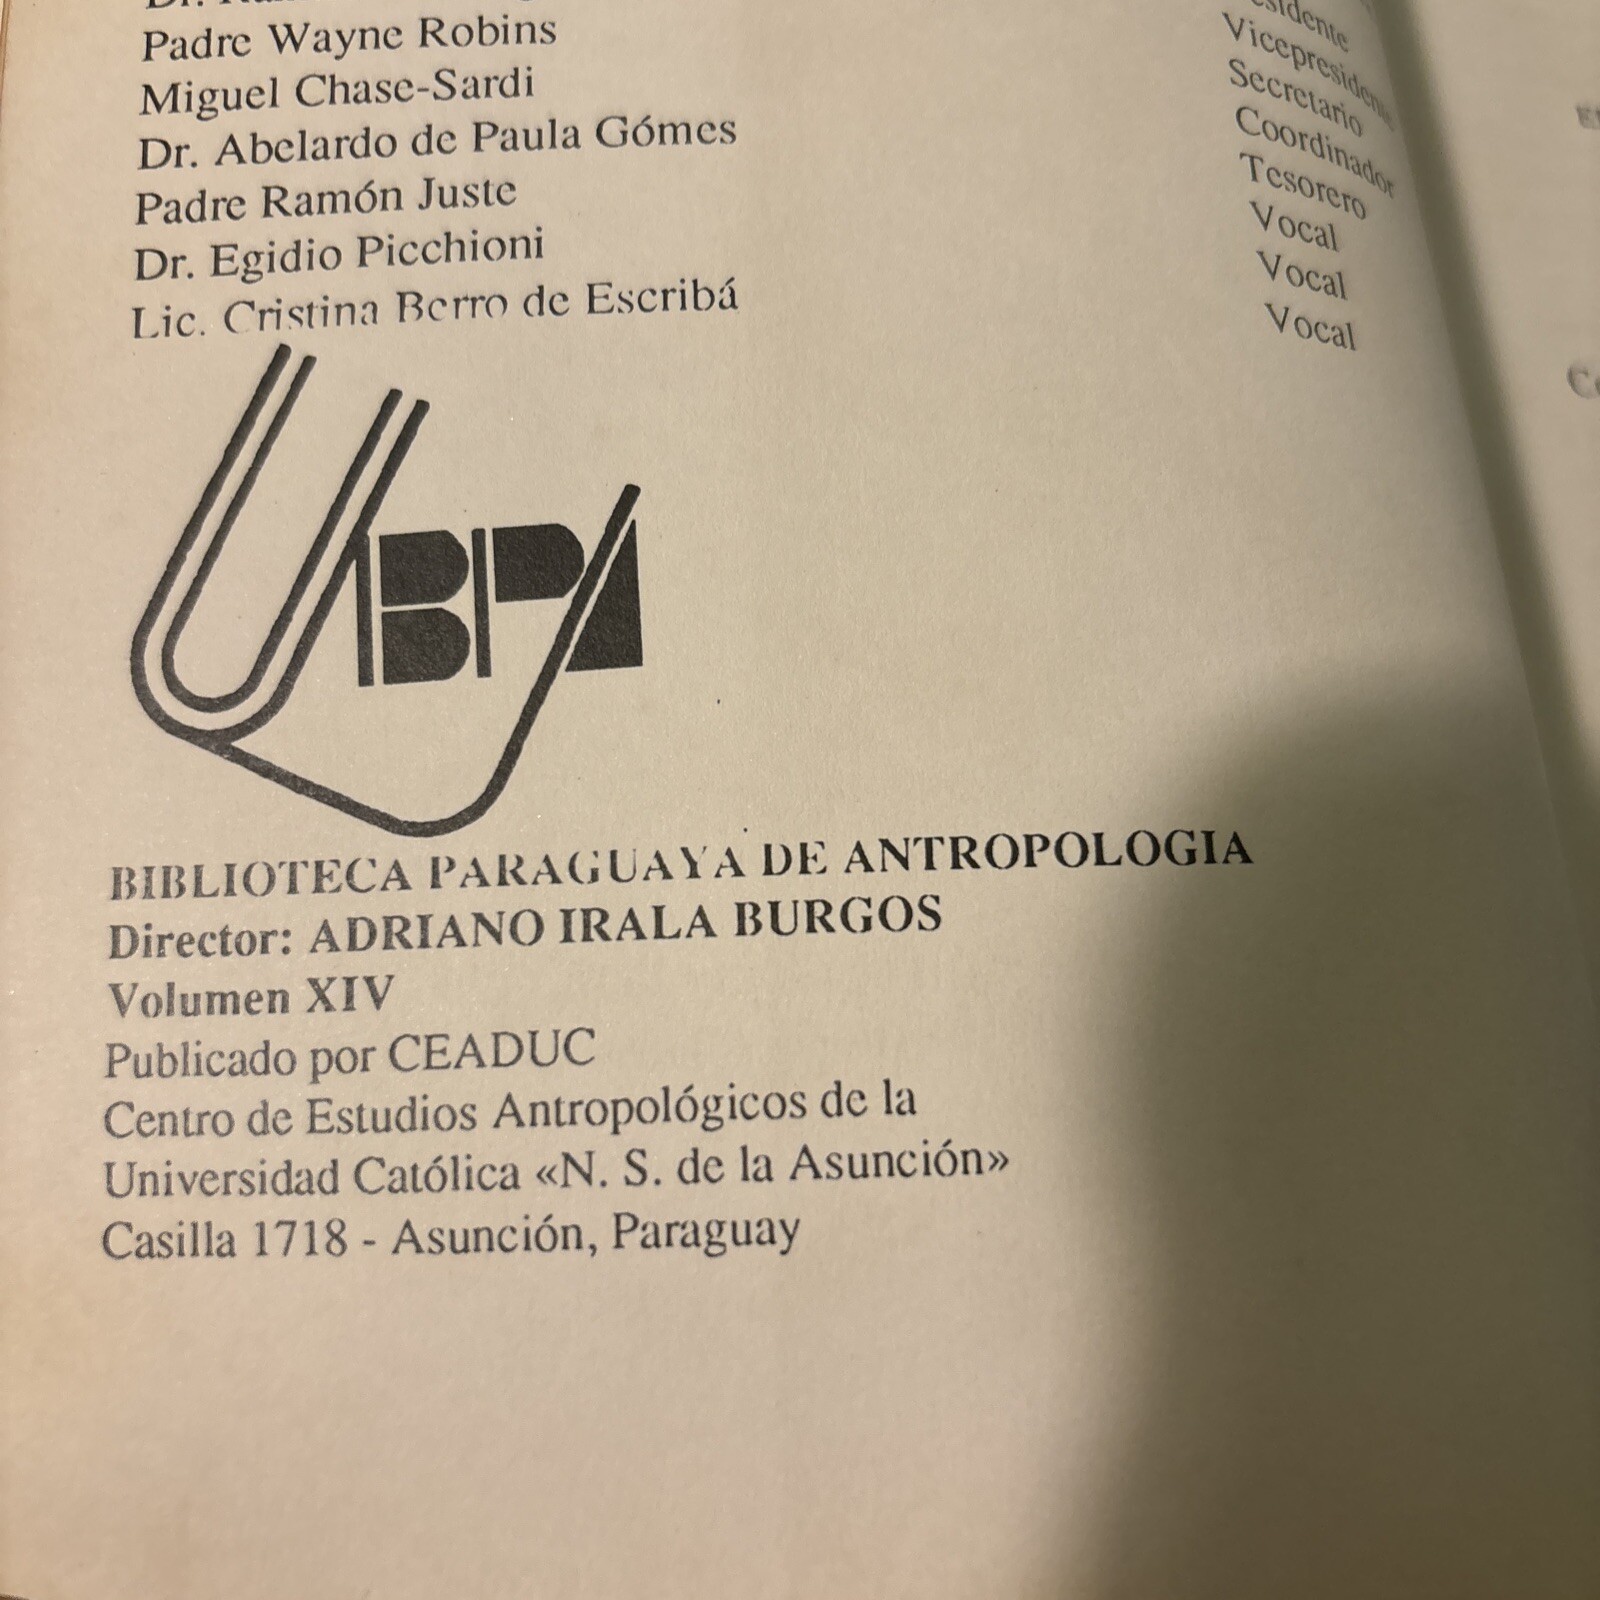 Padre Wayne Robins
Miguel Chase-Sardi
Dr. Abelardo de Paula Gómes
Padre Ramón Juste
Dr. Egidio Picchioni
Lic. Cristina Berro de Escribá
Vicepresidente
Secretario
Coordinador
Tesorero
Vocal
Vocal
Vocal
BPA
BIBLIOTECA PARAGUAYA DE ANTROPOLOGIA
Director: ADRIANO IRALA BURGOS
Volumen XIV
Publicado por CEADUC
Centro de Estudios Antropológicos de la
Universidad Católica «N. S. de la Asunción»
Casilla 1718 - Asunción, Paraguay